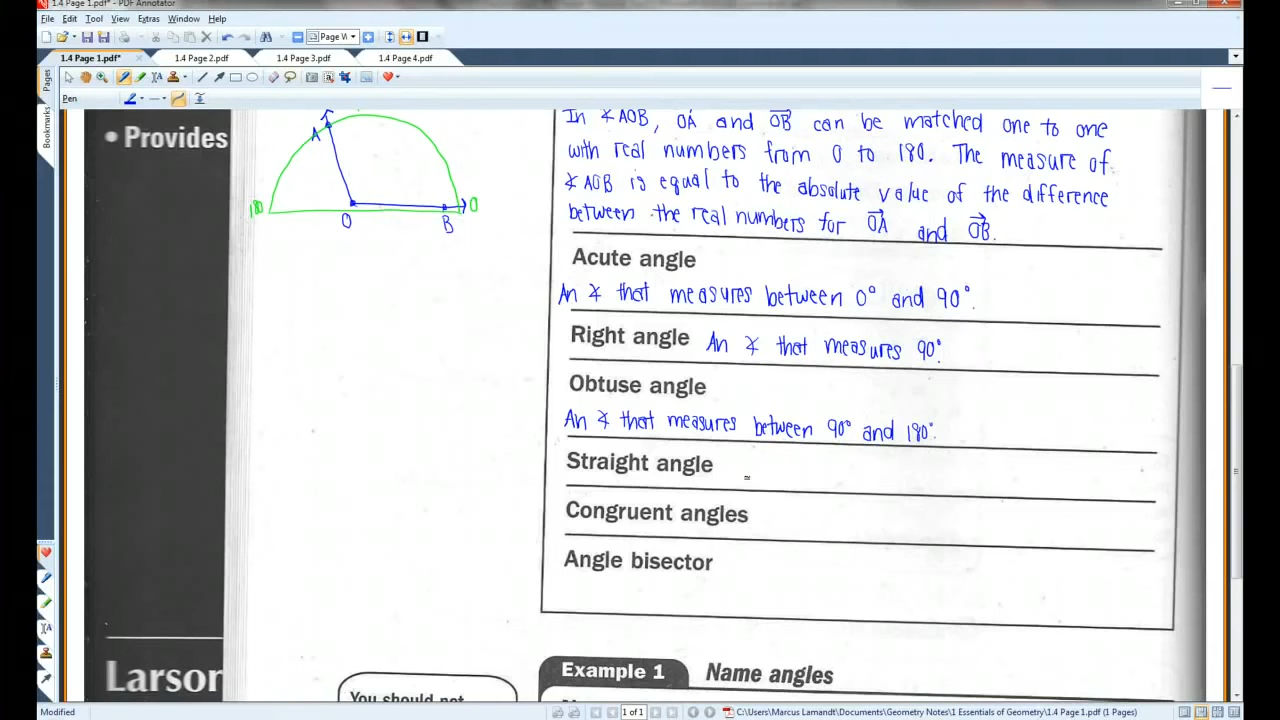 1.4 Page 1.pdf* - PDF Annotator
File Edit Tool View Extras Window Help
Page W
1.4 Page 1.pdf* 1.4 Page 2.pdf 1.4 Page 3.pdf 1.4 Page 4.pdf
Pen
Pages
Bookmarks
• Provides
A
180
0
O
B
In ∡AOB, OA and OB can be matched one to one
with real numbers from 0 to 180. The measure of
∡AOB is equal to the absolute value of the difference
between the real numbers for OA and OB.
Acute angle
An ∡ that measures between 0° and 90°.
Right angle An ∡ that measures 90°.
Obtuse angle
An ∡ that measures between 90° and 180°.
Straight angle
Congruent angles
Angle bisector
Larson
Example 1 Name angles
You should not
Modified
1 of 1
C:\Users\Marcus Lamandt\Documents\Geometry Notes\1 Essentials of Geometry\1.4 Page 1.pdf (1 Pages)